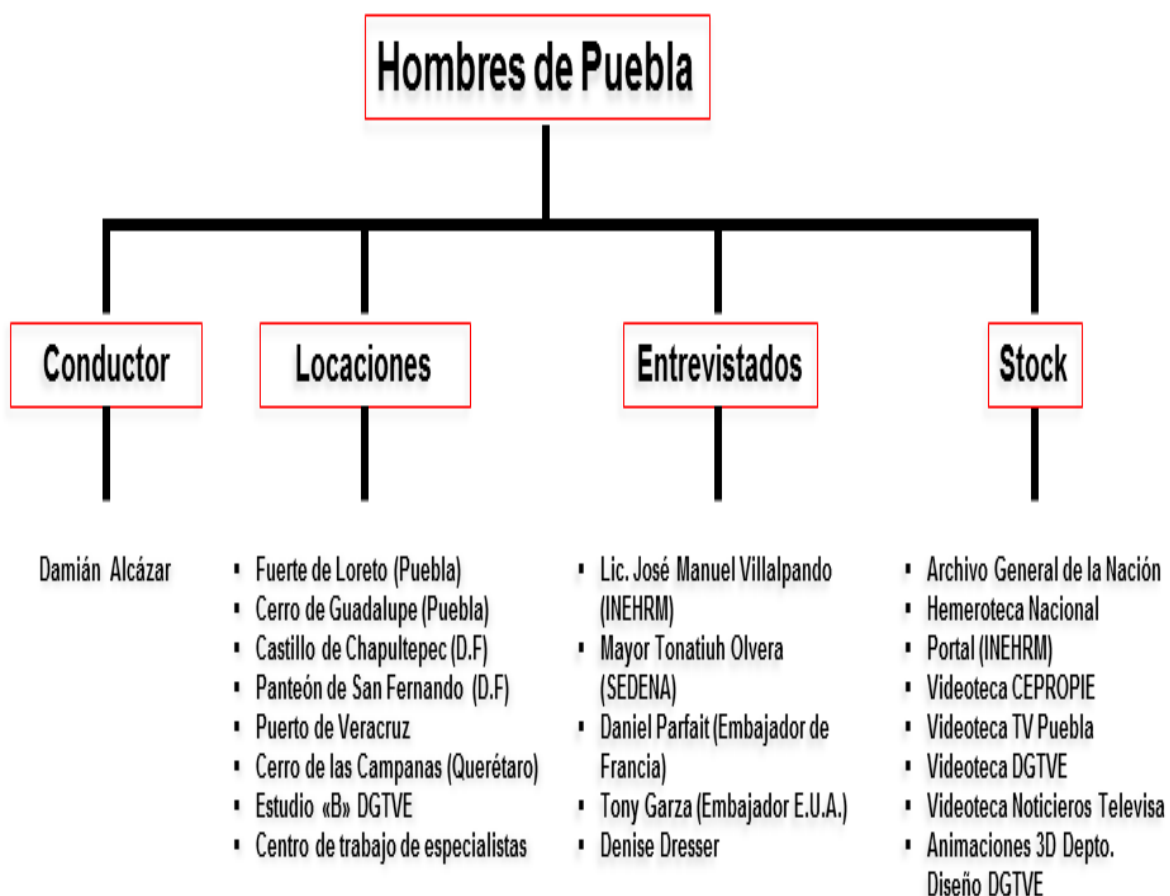 Hombres de Puebla
Conductor
Locaciones
Entrevistados
Stock
Damián Alcázar
▪ Fuerte de Loreto (Puebla)
▪ Cerro de Guadalupe (Puebla)
▪ Castillo de Chapultepec (D.F)
▪ Panteón de San Fernando (D.F)
▪ Puerto de Veracruz
▪ Cerro de las Campanas (Querétaro)
▪ Estudio «B» DGTVE
▪ Centro de trabajo de especialistas
▪ Lic. José Manuel Villalpando
(INEHRM)
▪ Mayor Tonatiuh Olvera
(SEDENA)
▪ Daniel Parfait (Embajador de
Francia)
▪ Tony Garza (Embajador E.U.A.)
▪ Denise Dresser
▪ Archivo General de la Nación
▪ Hemeroteca Nacional
▪ Portal (INEHRM)
▪ Videoteca CEPROPIE
▪ Videoteca TV Puebla
▪ Videoteca DGTVE
▪ Videoteca Noticieros Televisa
▪ Animaciones 3D Depto.
Diseño DGTVE